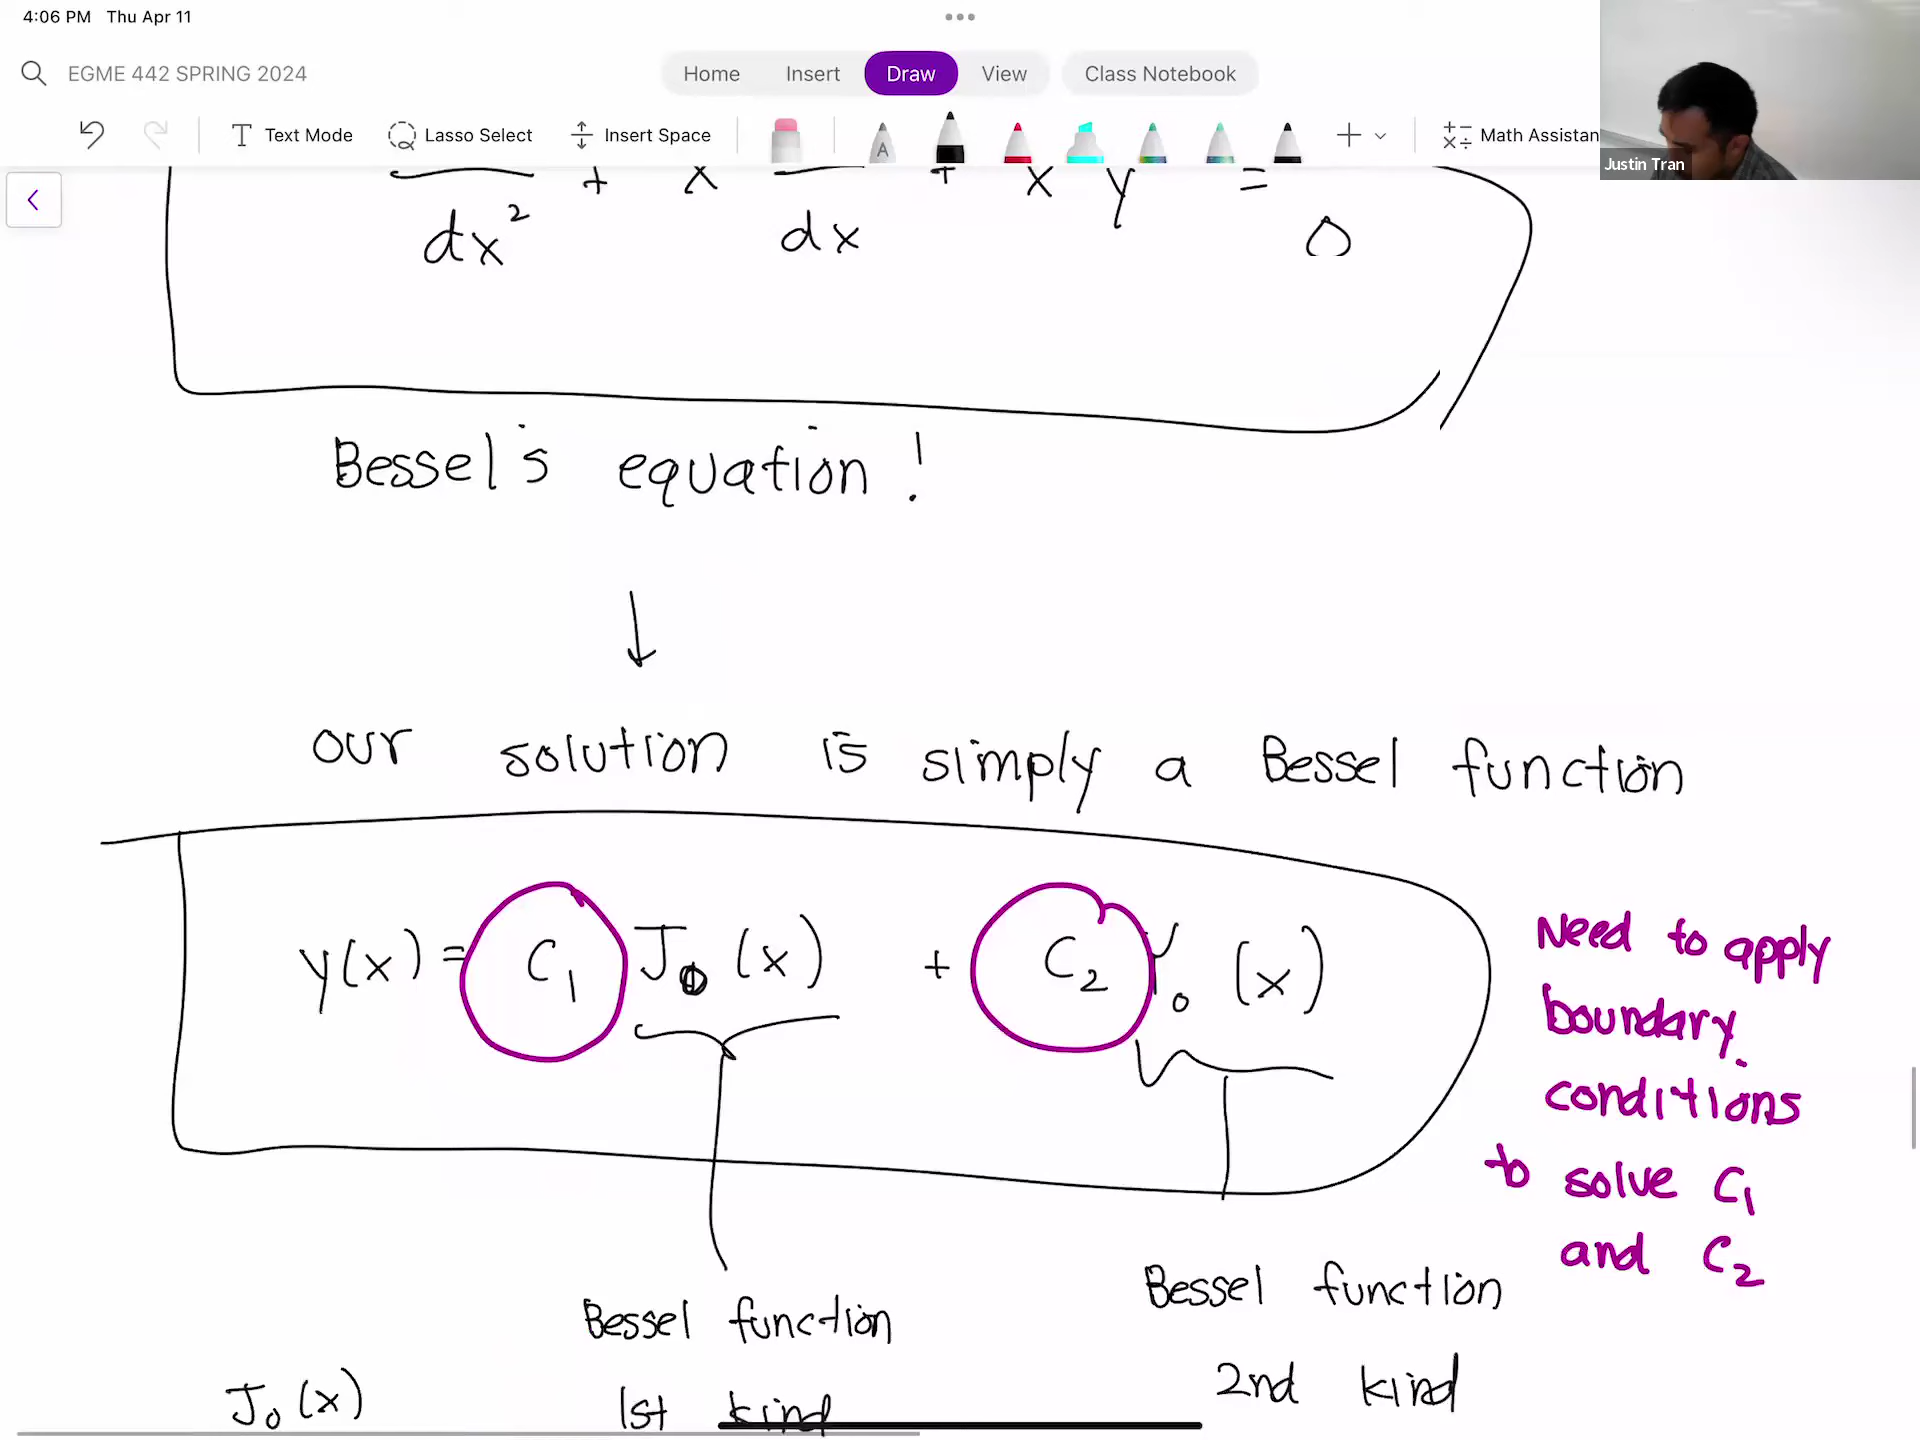 4:06 PM Thu Apr 11
EGME 442 SPRING 2024
Home Insert Draw View Class Notebook
Text Mode Lasso Select Insert Space A Math Assistan
Justin Tran
+ x + x y = 0
dx² dx
Bessel's equation!
↓
our solution is simply a Bessel function
y(x) = C₁ J₀(x) + C₂ Y₀(x)
Need to apply
boundary
conditions
to solve C₁
and C₂
Bessel function
1st kind
Bessel function
2nd kind
J₀(x)